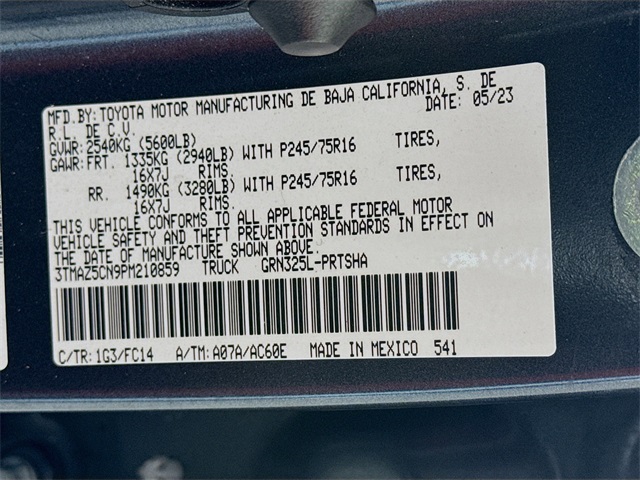 MFD.BY: TOYOTA MOTOR MANUFACTURING DE BAJA CALIFORNIA, S. DE
R.L. DE C.V. DATE: 05/23
GVWR: 2540KG (5600LB)
GAWR: FRT. 1335KG (2940LB) WITH P245/75R16 TIRES,
16X7J RIMS.
RR. 1490KG (3280LB) WITH P245/75R16 TIRES,
16X7J RIMS.
THIS VEHICLE CONFORMS TO ALL APPLICABLE FEDERAL MOTOR
VEHICLE SAFETY AND THEFT PREVENTION STANDARDS IN EFFECT ON
THE DATE OF MANUFACTURE SHOWN ABOVE.
3TMAZ5CN9PM210859 TRUCK GRN325L-PRTSHA
C/TR: 1G3/FC14 A/TM: A07A/AC60E MADE IN MEXICO 541